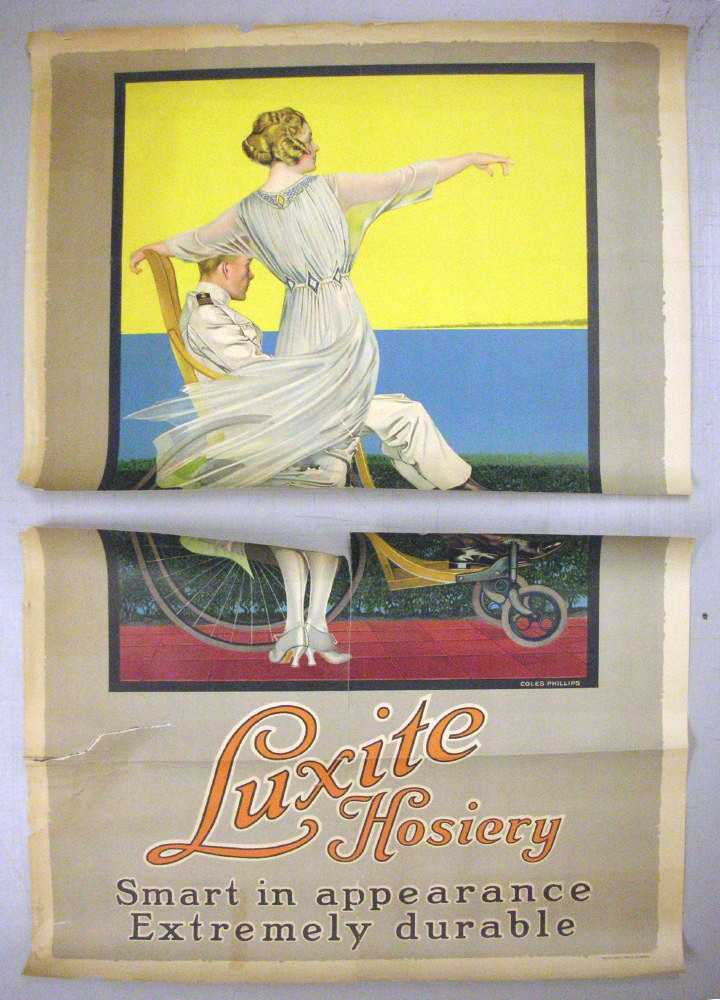 COLES PHILLIPS
Luxite
Hosiery
Smart in appearance
Extremely durable